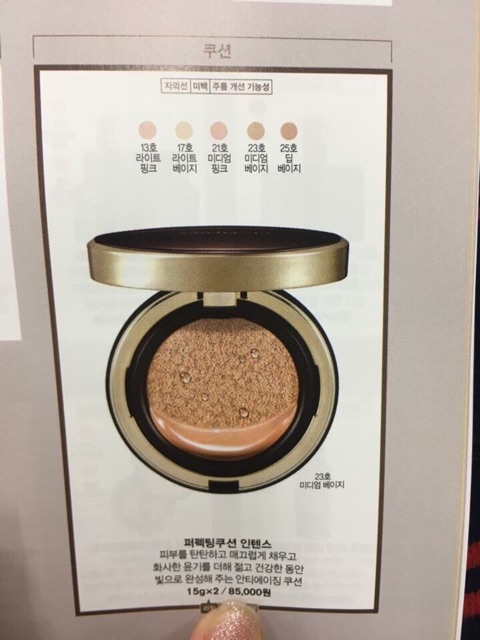 쿠션
자외선 미백 주름 개선 기능성
13호 17호 21호 23호 25호
라이트 라이트 미디엄 미디엄 딥
핑크 베이지 핑크 베이지 베이지
23호
미디엄 베이지
퍼펙팅쿠션 인텐스
피부를 탄탄하고 매끄럽게 채우고
화사한 윤기를 더해 젊고 건강한 동안
빛으로 완성해 주는 안티에이징 쿠션
15g×2 / 85,000원